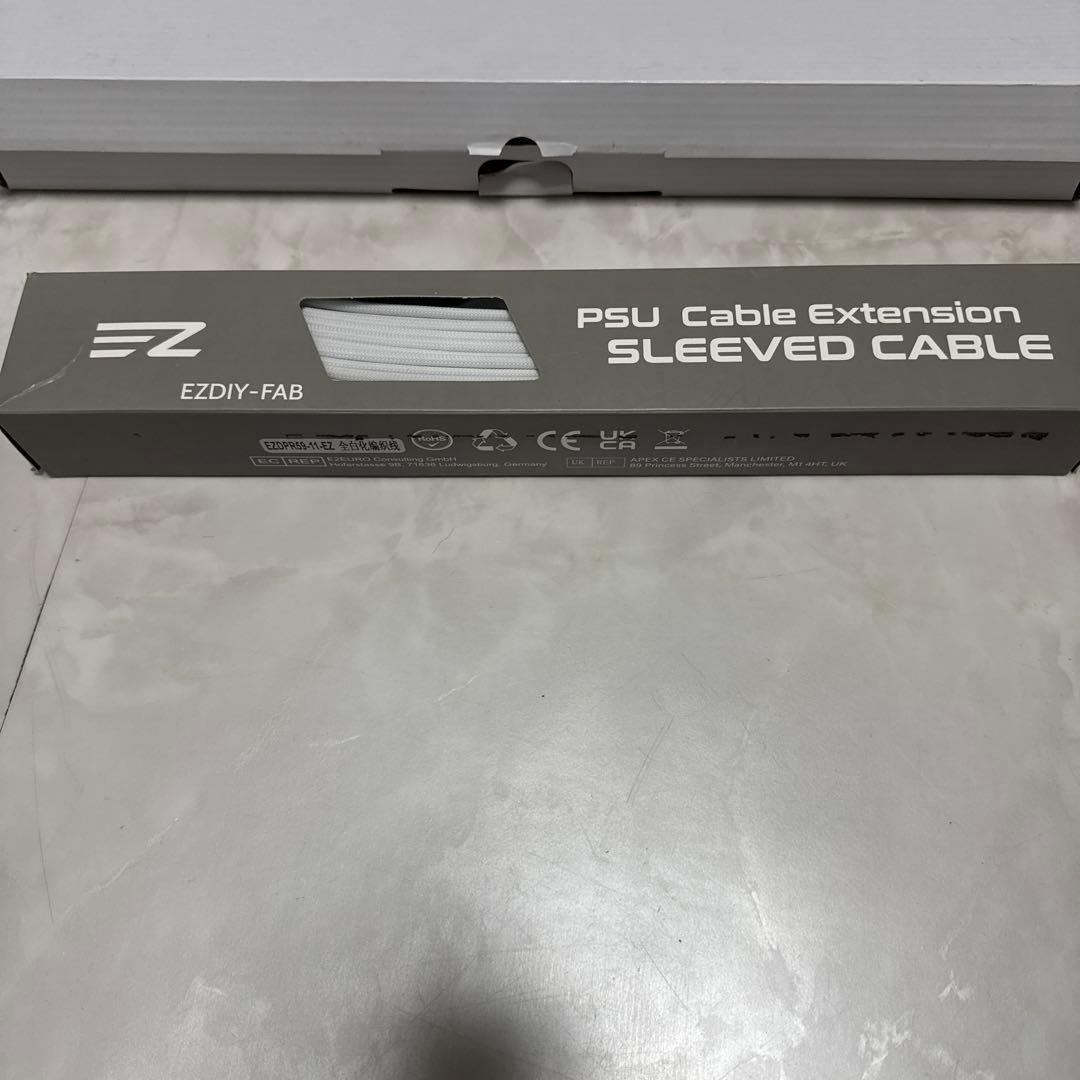 EZ
EZDIY-FAB
PSU Cable Extension
SLEEVED CABLE
EZDPR59-11-EZ 全白化编织线
RoHS
CE
UK
CA
EC REP
E2EURO Consulting GmbH
Hoferstasse 9B, 71636 Ludwigsburg, Germany
UK REP
APEX CE SPECIALISTS LIMITED
89 Princess Street, Manchester, M1 4HT, UK